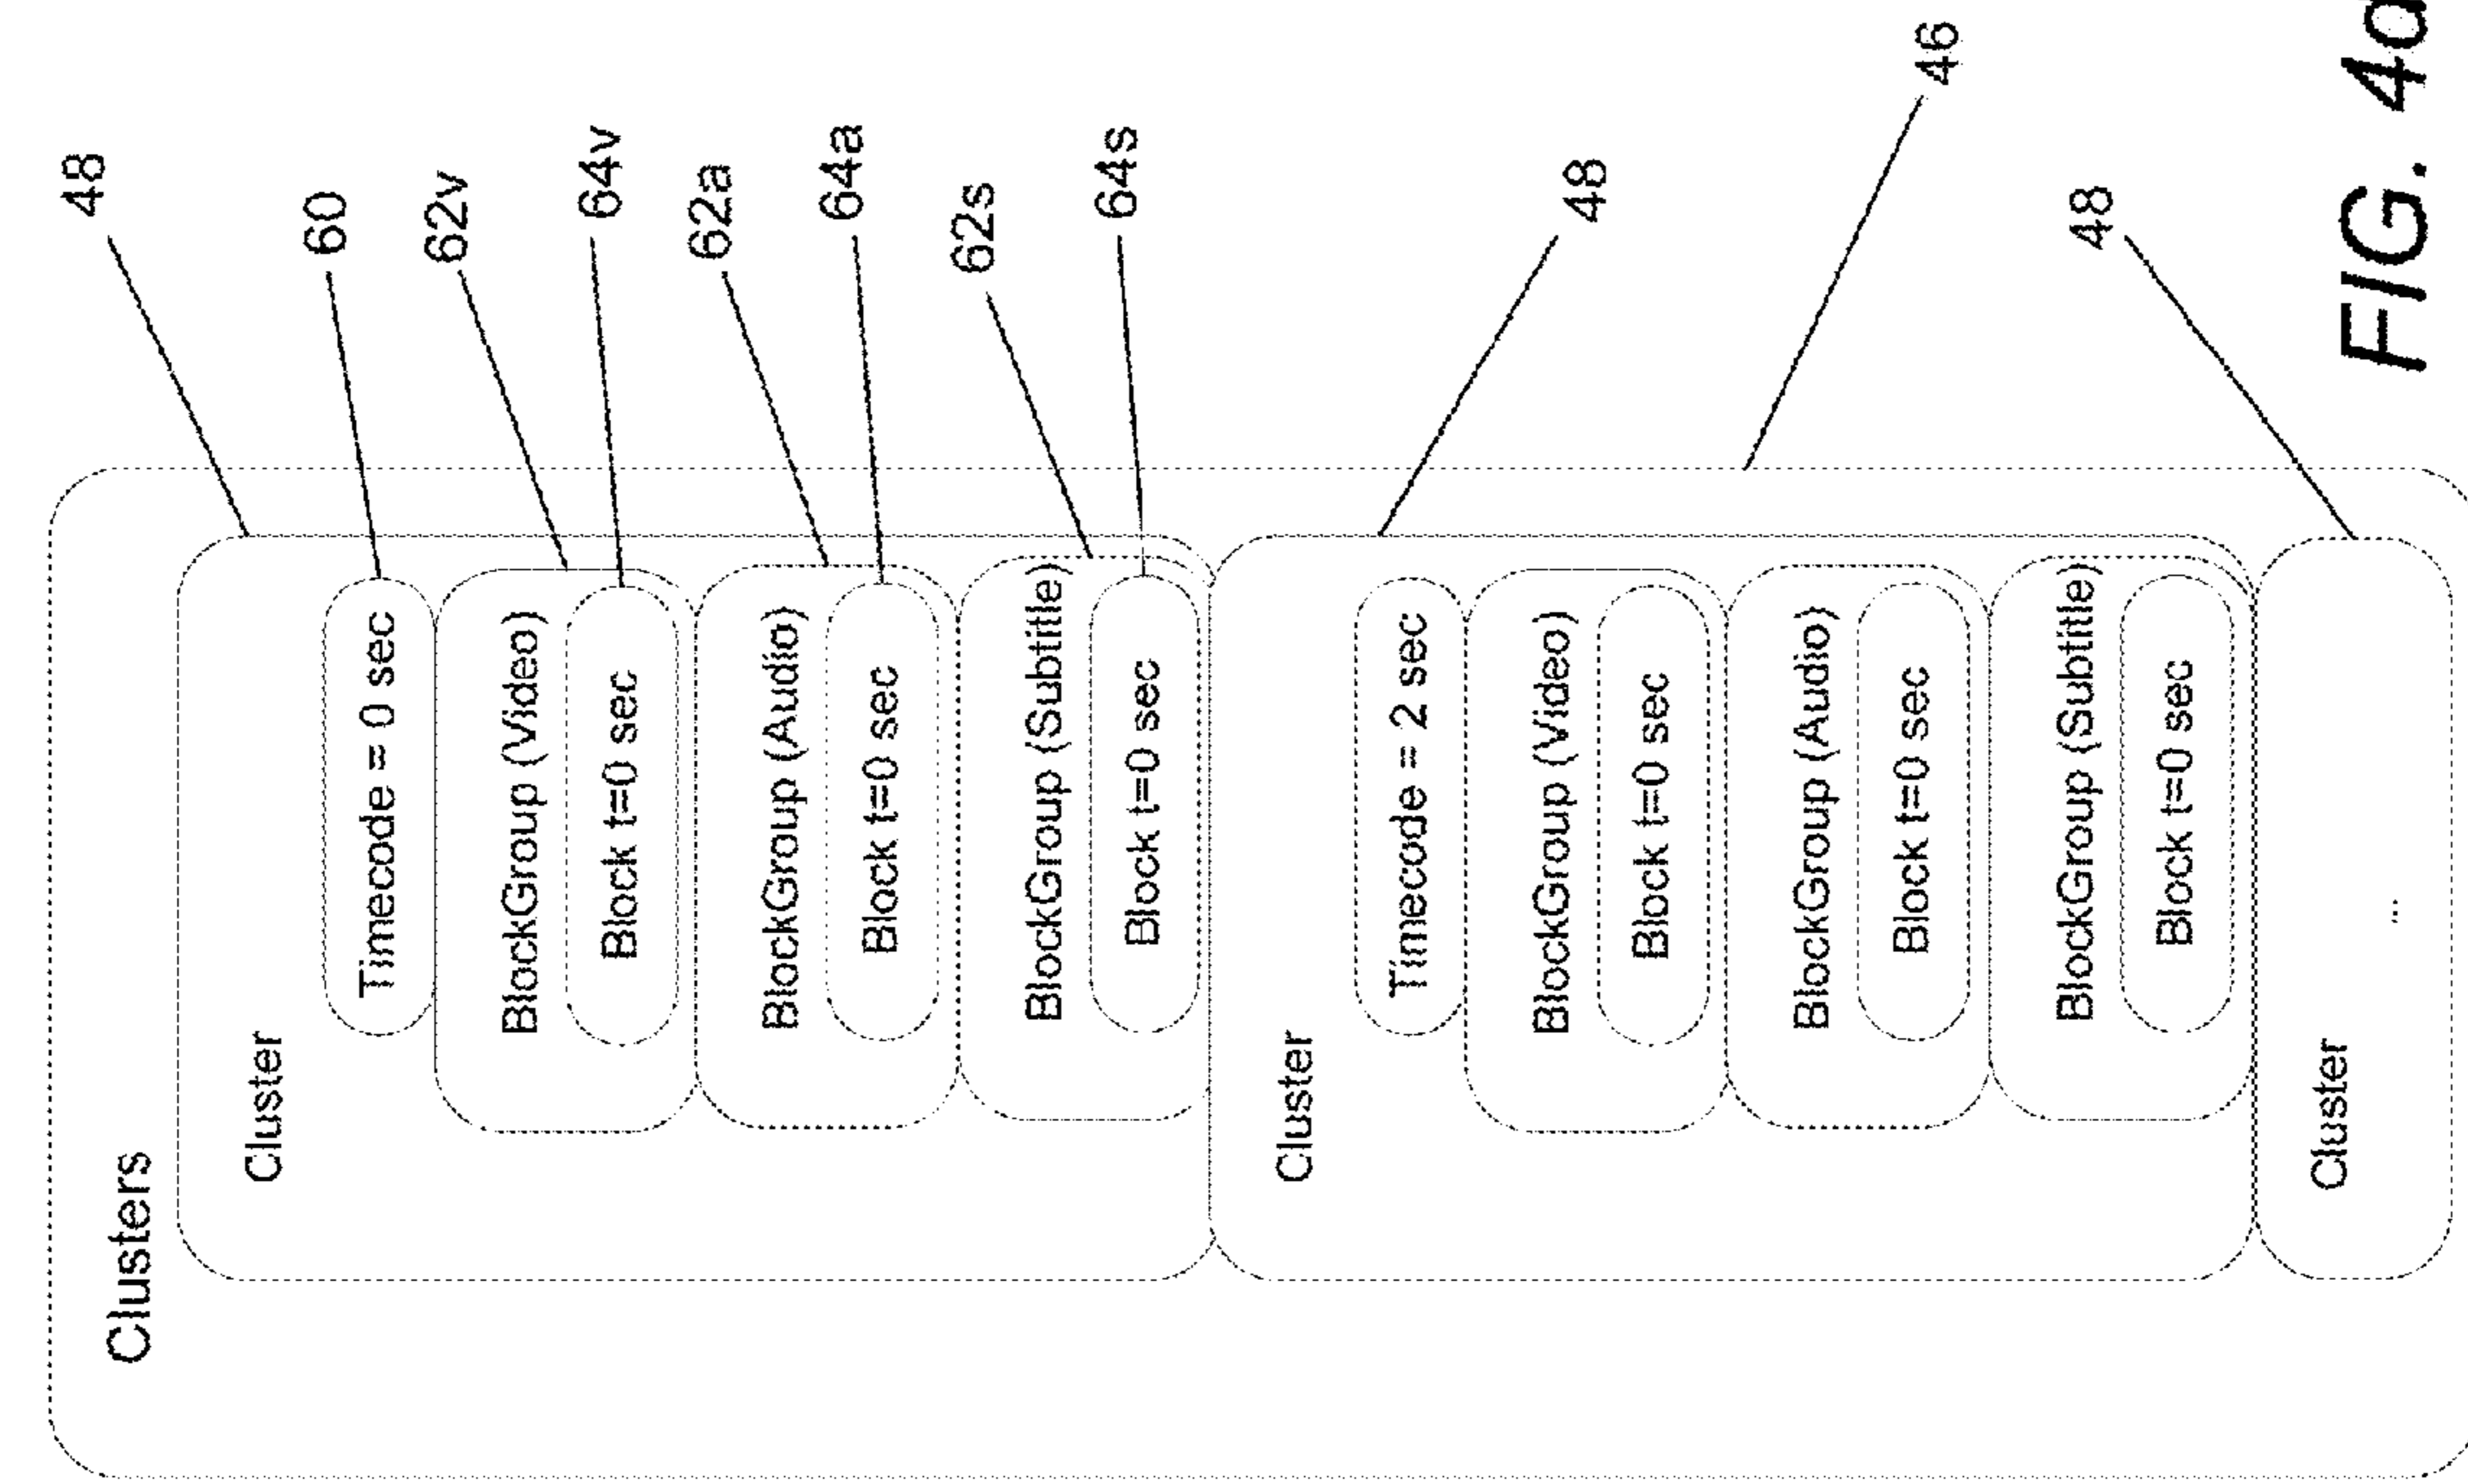 Clusters
48
Cluster
60
Timecode = 0 sec
62v
BlockGroup (Video)
64v
Block t=0 sec
62a
BlockGroup (Audio)
64a
Block t=0 sec
62s
BlockGroup (Subtitle)
64s
Block t=0 sec
Cluster
48
Timecode = 2 sec
BlockGroup (Video)
Block t=0 sec
BlockGroup (Audio)
Block t=0 sec
46
BlockGroup (Subtitle)
Block t=0 sec
48
Cluster
...
FIG.